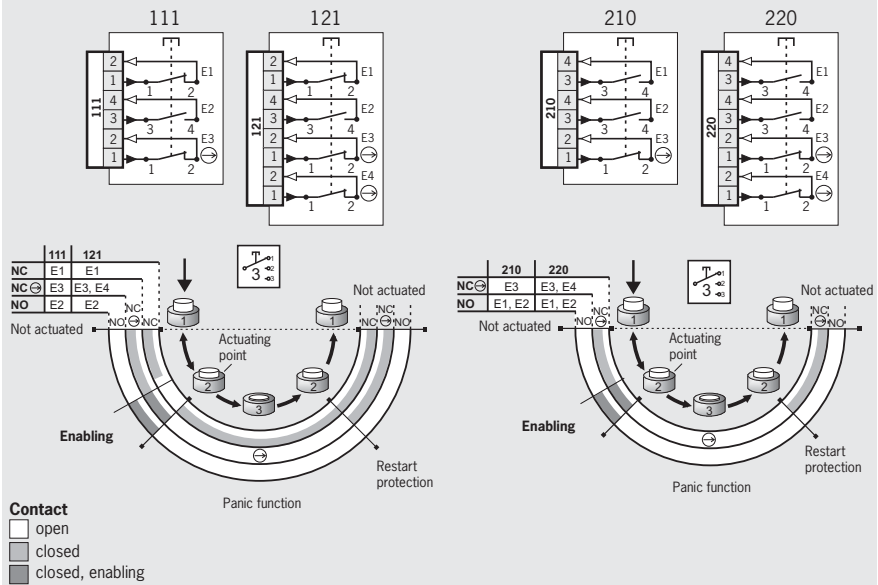 111 121 210 220
2 1 4 3 2 1
111
1 2 E1
3 4 E2
1 2 E3
2 1 4 3 2 1 2 1
121
1 2 E1
3 4 E2
1 2 E3
1 2 E4
4 3 4 3 2 1
210
3 4 E1
3 4 E2
1 2 E3
4 3 4 3 2 1 2 1
220
3 4 E1
3 4 E2
1 2 E3
1 2 E4
111 121
NC E1 E1
NC E3 E3, E4
NO E2 E2
Not actuated
NO NC NC
3 1 2 3
Not actuated
NC NC NO
1 1
Actuating
point
2 2
3
Enabling
Restart
protection
Panic function
210 220
NC E3 E3, E4
NO E1, E2 E1, E2
Not actuated
NO NC
3 1 2 3
Not actuated
NC NO
1 1
Actuating
point
2 2
3
Enabling
Restart
protection
Panic function
Contact
open
closed
closed, enabling